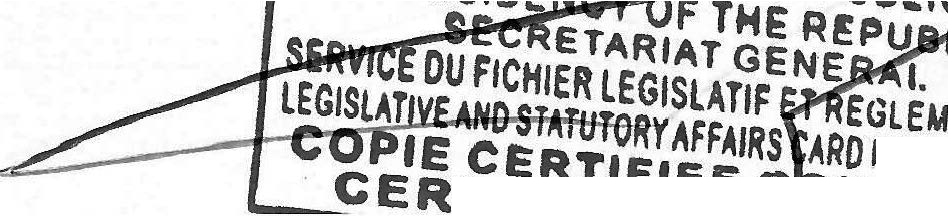 OF THE REPUB
SECRETARIAT GENERAL.
SERVICE DU FICHIER LEGISLATIF ET REGLEM
LEGISLATIVE AND STATUTORY AFFAIRS CARD I
COPIE CERTIFIEE
CER